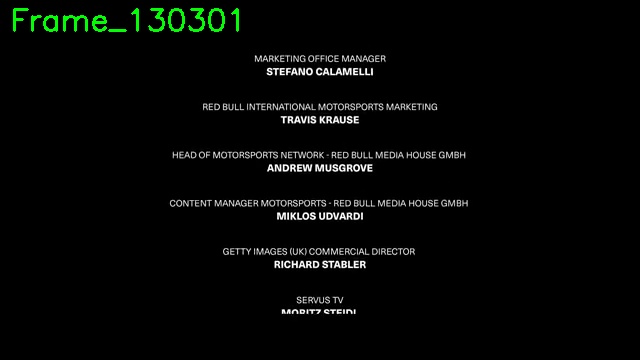 Frame_130301
MARKETING OFFICE MANAGER
STEFANO CALAMELLI
RED BULL INTERNATIONAL MOTORSPORTS MARKETING
TRAVIS KRAUSE
HEAD OF MOTORSPORTS NETWORK - RED BULL MEDIA HOUSE GMBH
ANDREW MUSGROVE
CONTENT MANAGER MOTORSPORTS - RED BULL MEDIA HOUSE GMBH
MIKLOS UDVARDI
GETTY IMAGES (UK) COMMERCIAL DIRECTOR
RICHARD STABLER
SERVUS TV
MORITZ